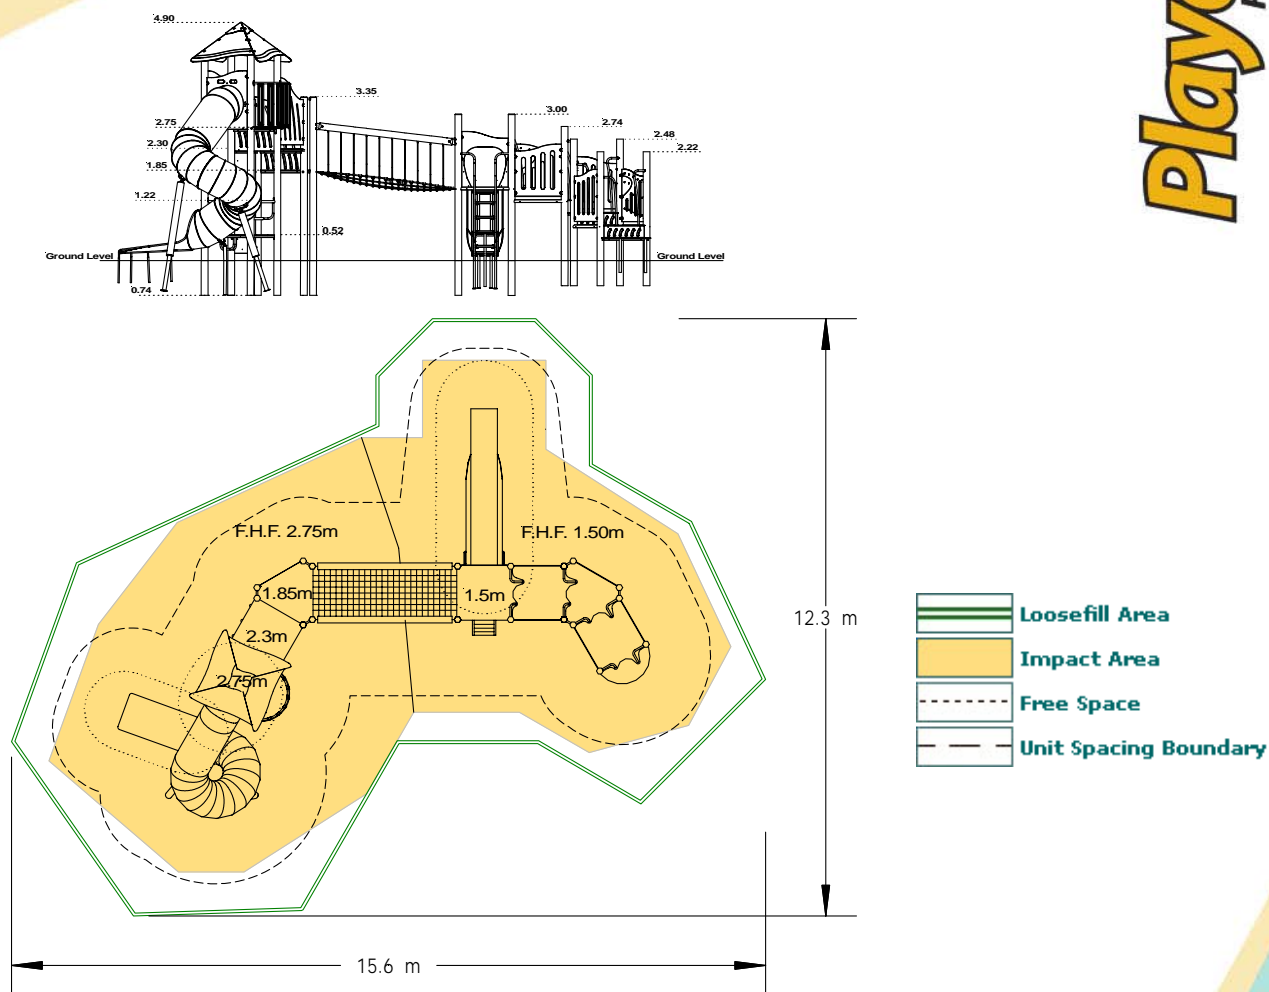 4.90
3.35
3.00
2.75
2.74
2.30
2.48
1.85
2.22
1.22
0.52
Ground Level
Ground Level
0.74
F.H.F. 2.75m
F.H.F. 1.50m
1.85m
1.5m
2.3m
2.75m
12.3 m
15.6 m
Loosefill Area
Impact Area
Free Space
Unit Spacing Boundary
Play